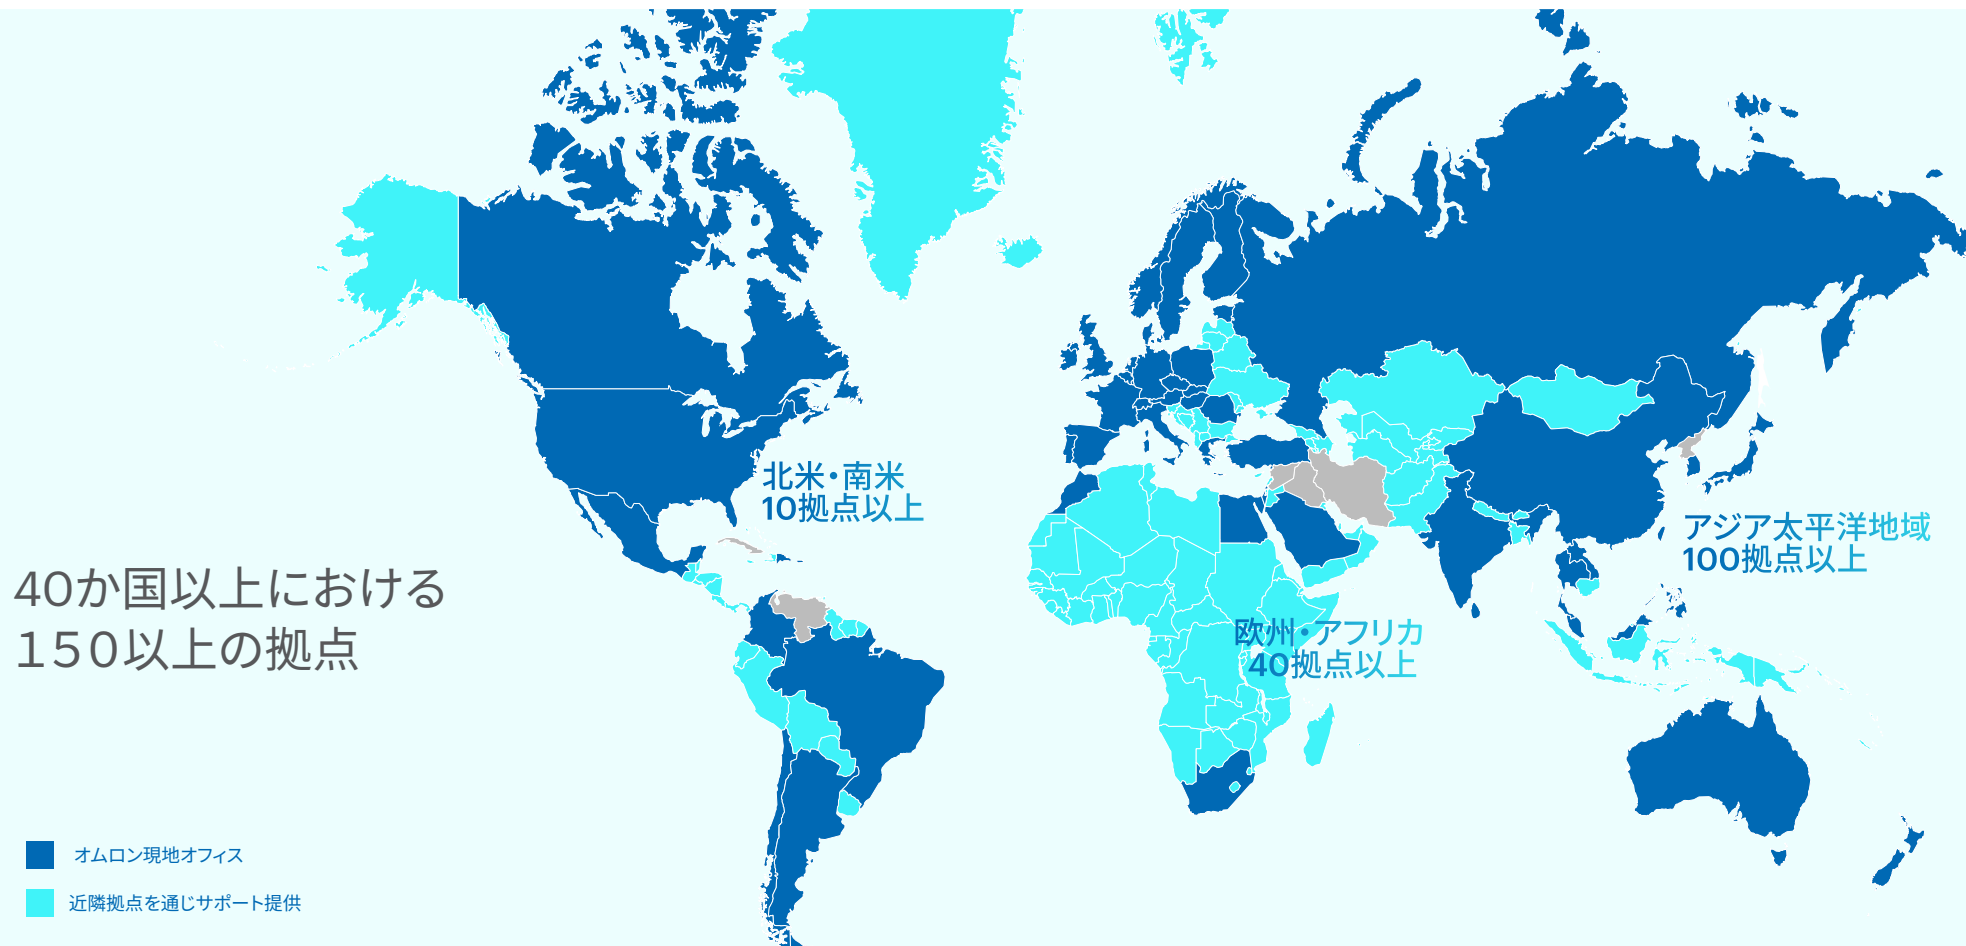 北米・南米
10拠点以上
アジア太平洋地域
100拠点以上
40か国以上における
150以上の拠点
欧州・アフリカ
40拠点以上
オムロン現地オフィス
近隣拠点を通じサポート提供